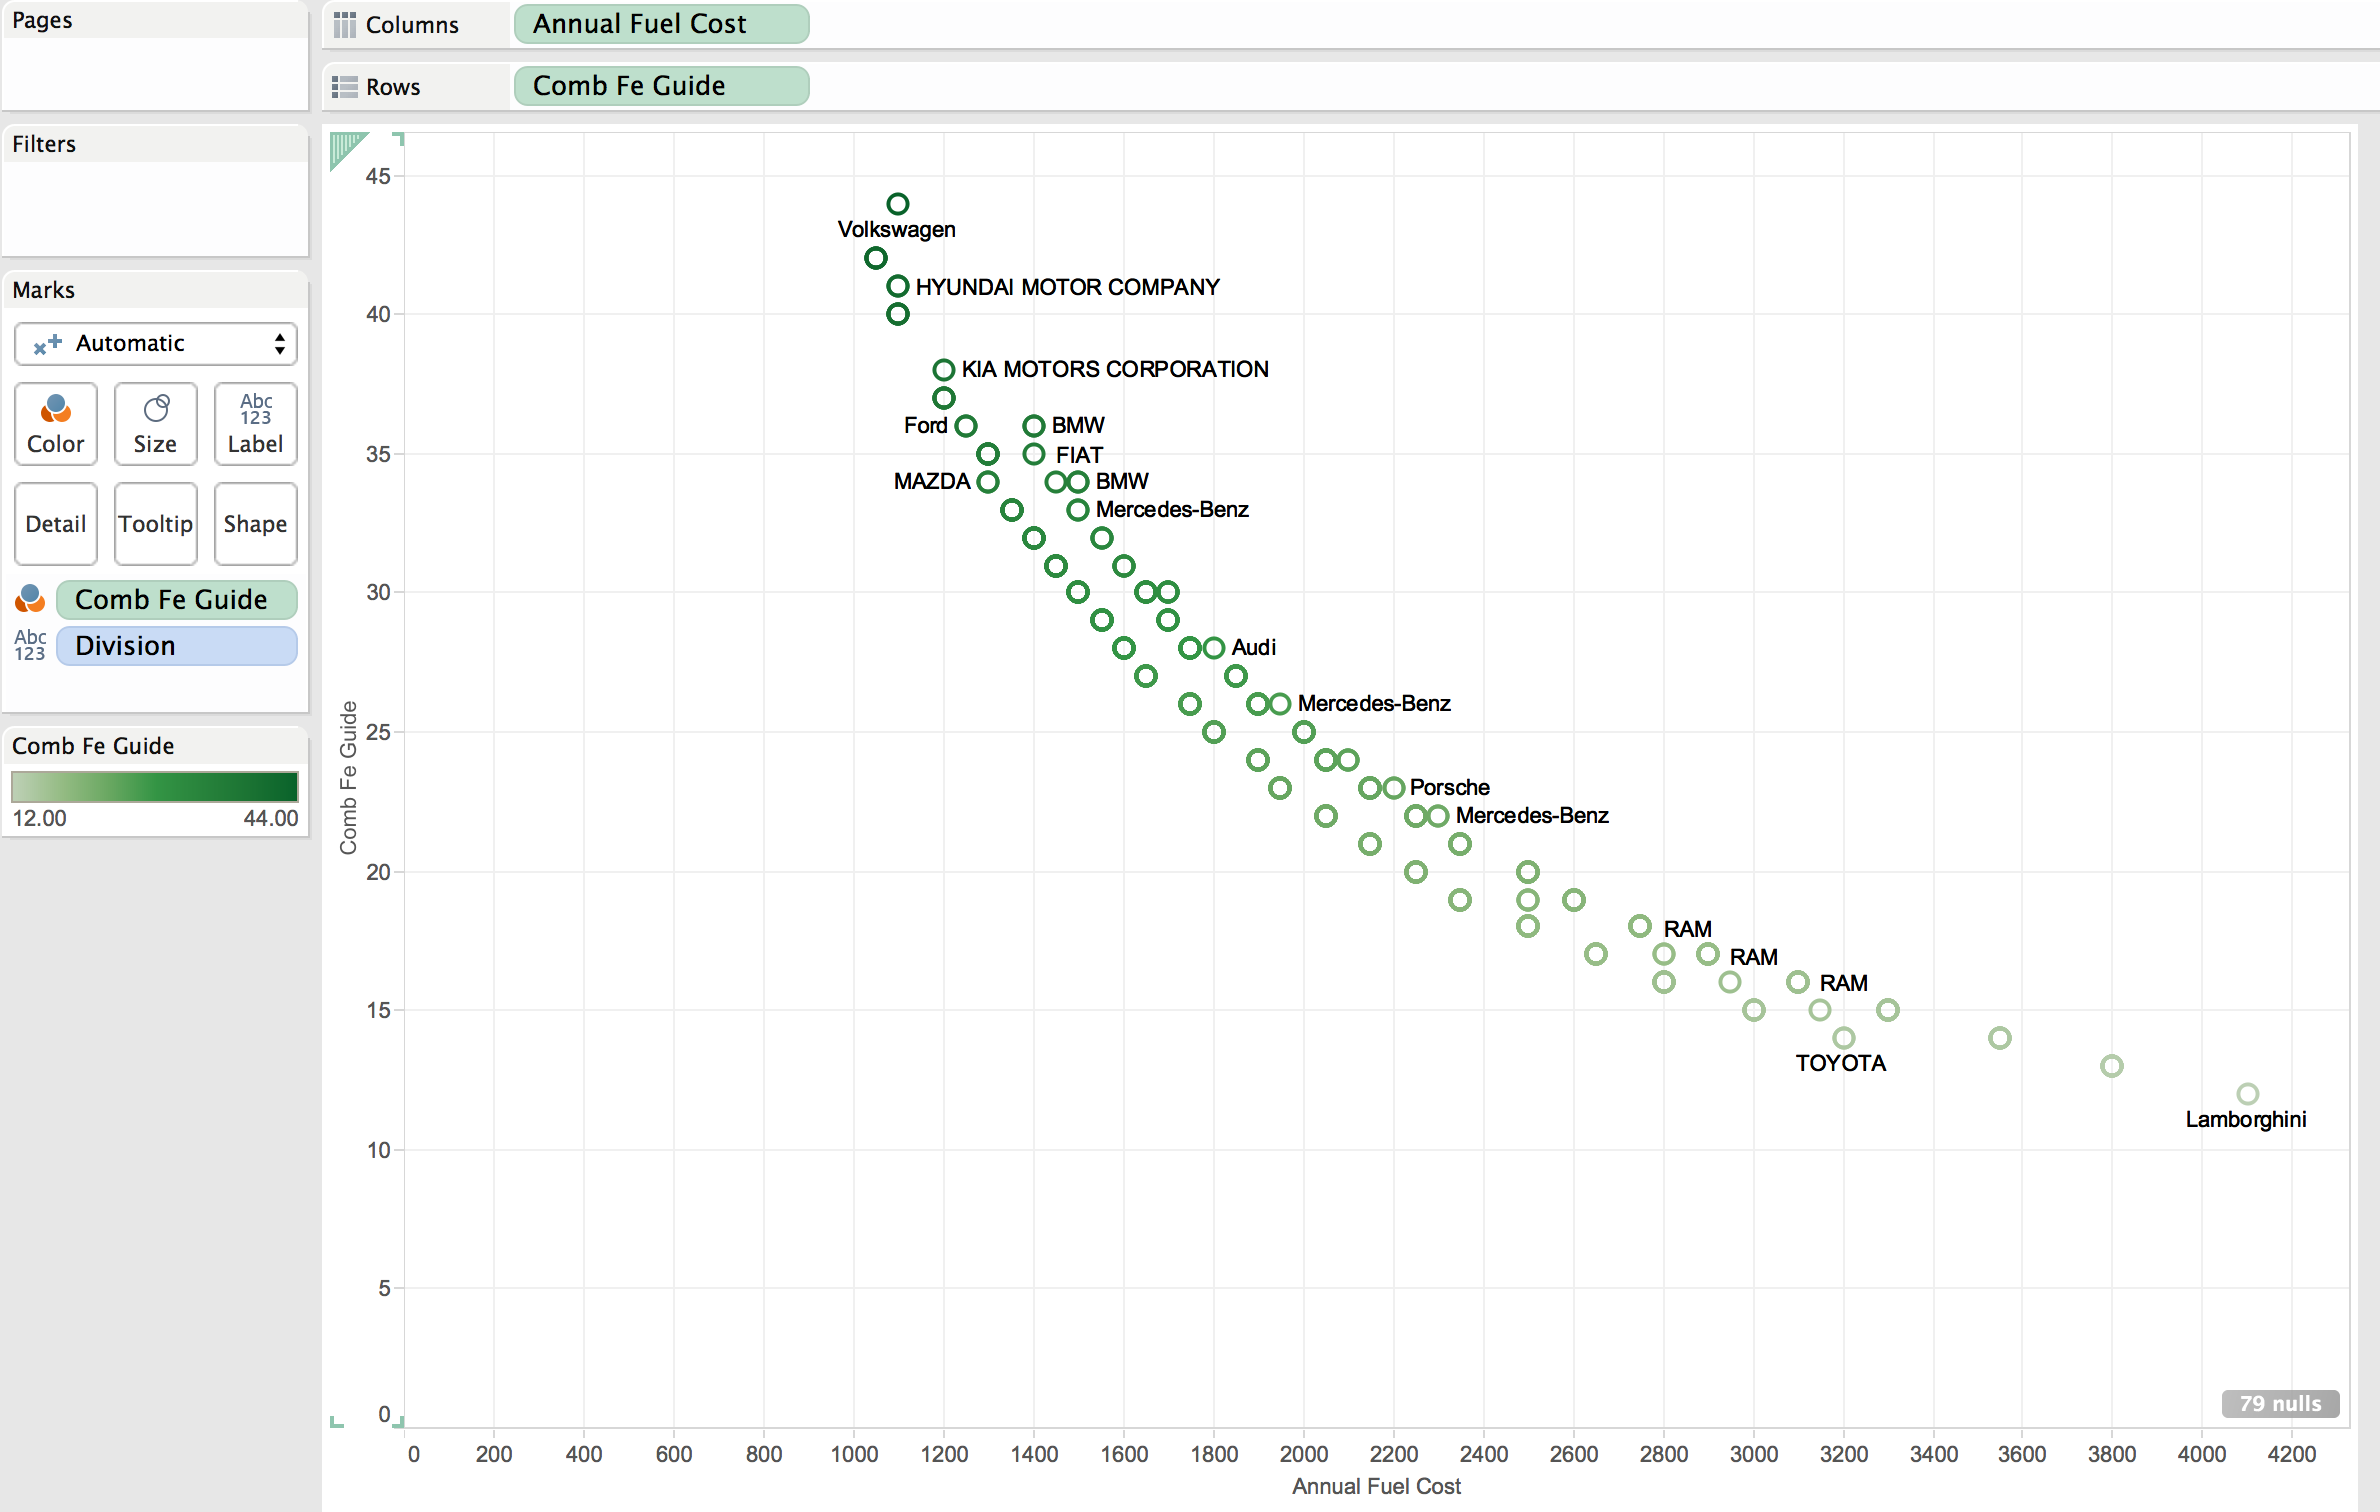 Pages
Columns
Annual Fuel Cost
Rows
Comb Fe Guide
Filters
Marks
Automatic
Color
Size
Abc
123
Label
Detail
Tooltip
Shape
Comb Fe Guide
Abc
123
Division
Comb Fe Guide
12.00
44.00
Comb Fe Guide
45
40
35
30
25
20
15
10
5
0
Volkswagen
HYUNDAI MOTOR COMPANY
KIA MOTORS CORPORATION
Ford
BMW
FIAT
MAZDA
BMW
Mercedes-Benz
Audi
Mercedes-Benz
Porsche
Mercedes-Benz
RAM
RAM
RAM
TOYOTA
Lamborghini
79 nulls
0 200 400 600 800 1000 1200 1400 1600 1800 2000 2200 2400 2600 2800 3000 3200 3400 3600 3800 4000 4200
Annual Fuel Cost